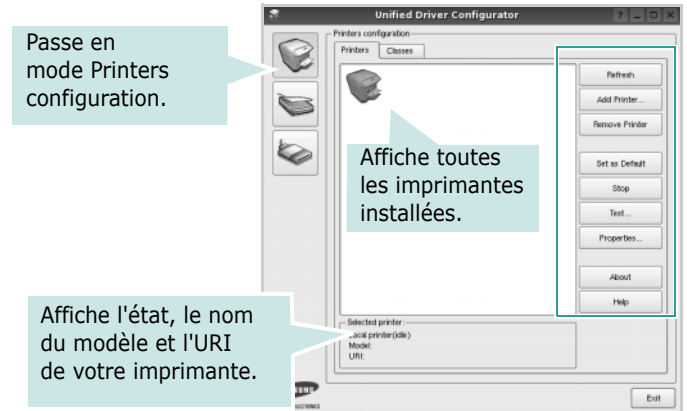 Unified Driver Configurator
Passe en
mode Printers
configuration.
Printers configuration
Printers
Classes
Refresh
Add Printer...
Remove Printer
Affiche toutes
les imprimantes
installées.
Set as Default
Stop
Test...
Properties...
About
Help
Affiche l'état, le nom
du modèle et l'URI
de votre imprimante.
Selected printer:
Local printer(idle)
Model:
URI:
Exit